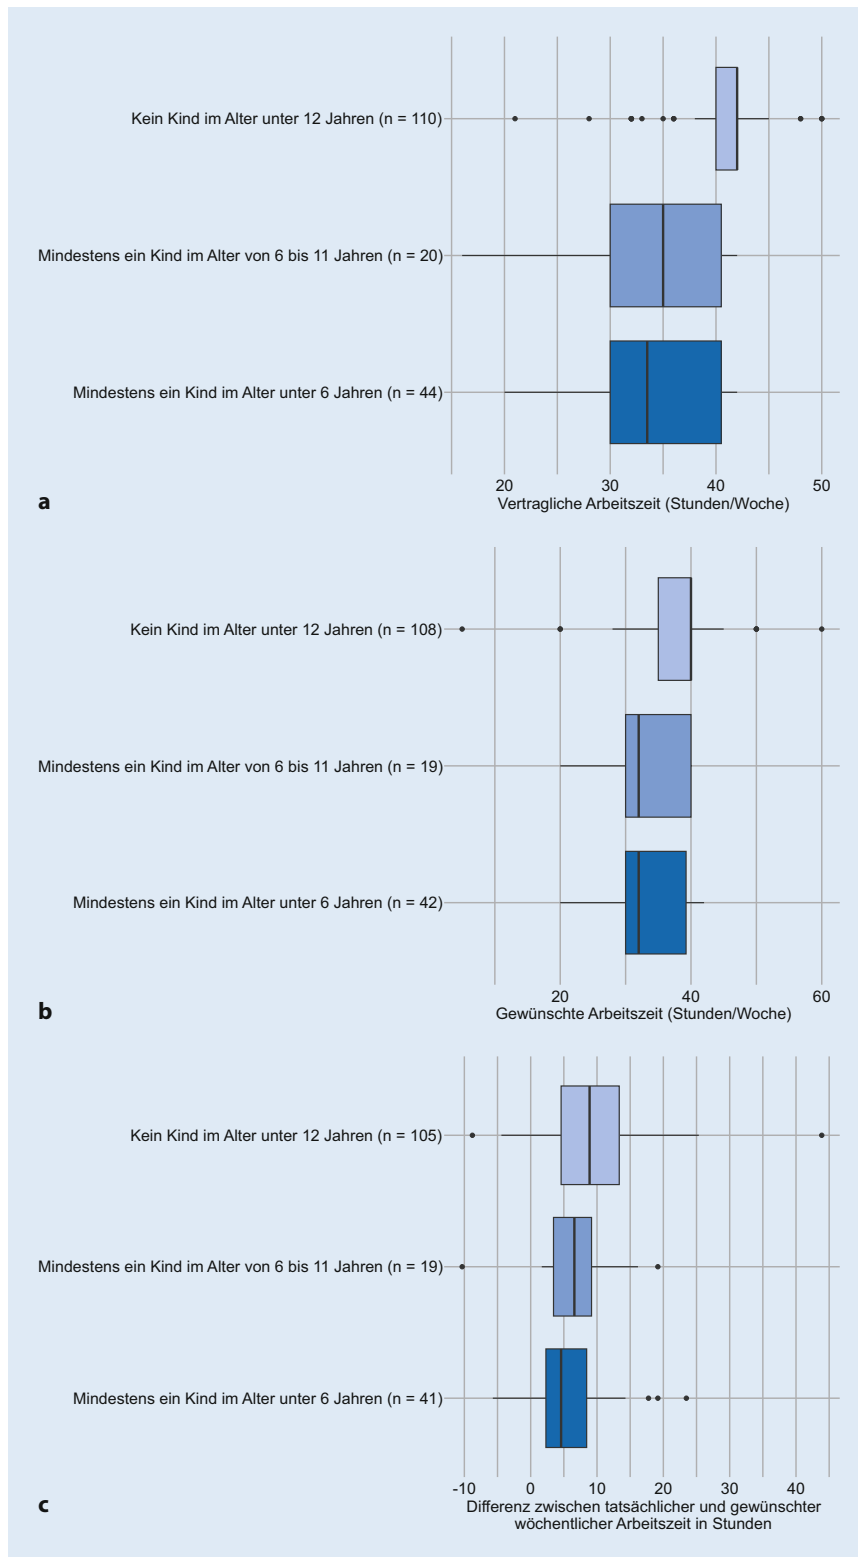 Kein Kind im Alter unter 12 Jahren (n = 110)
Mindestens ein Kind im Alter von 6 bis 11 Jahren (n = 20)
Mindestens ein Kind im Alter unter 6 Jahren (n = 44)
20 30 40 50
a
Vertragliche Arbeitszeit (Stunden/Woche)
Kein Kind im Alter unter 12 Jahren (n = 108)
Mindestens ein Kind im Alter von 6 bis 11 Jahren (n = 19)
Mindestens ein Kind im Alter unter 6 Jahren (n = 42)
20 40 60
b
Gewünschte Arbeitszeit (Stunden/Woche)
Kein Kind im Alter unter 12 Jahren (n = 105)
Mindestens ein Kind im Alter von 6 bis 11 Jahren (n = 19)
Mindestens ein Kind im Alter unter 6 Jahren (n = 41)
-10 0 10 20 30 40
c
Differenz zwischen tatsächlicher und gewünschter
wöchentlicher Arbeitszeit in Stunden